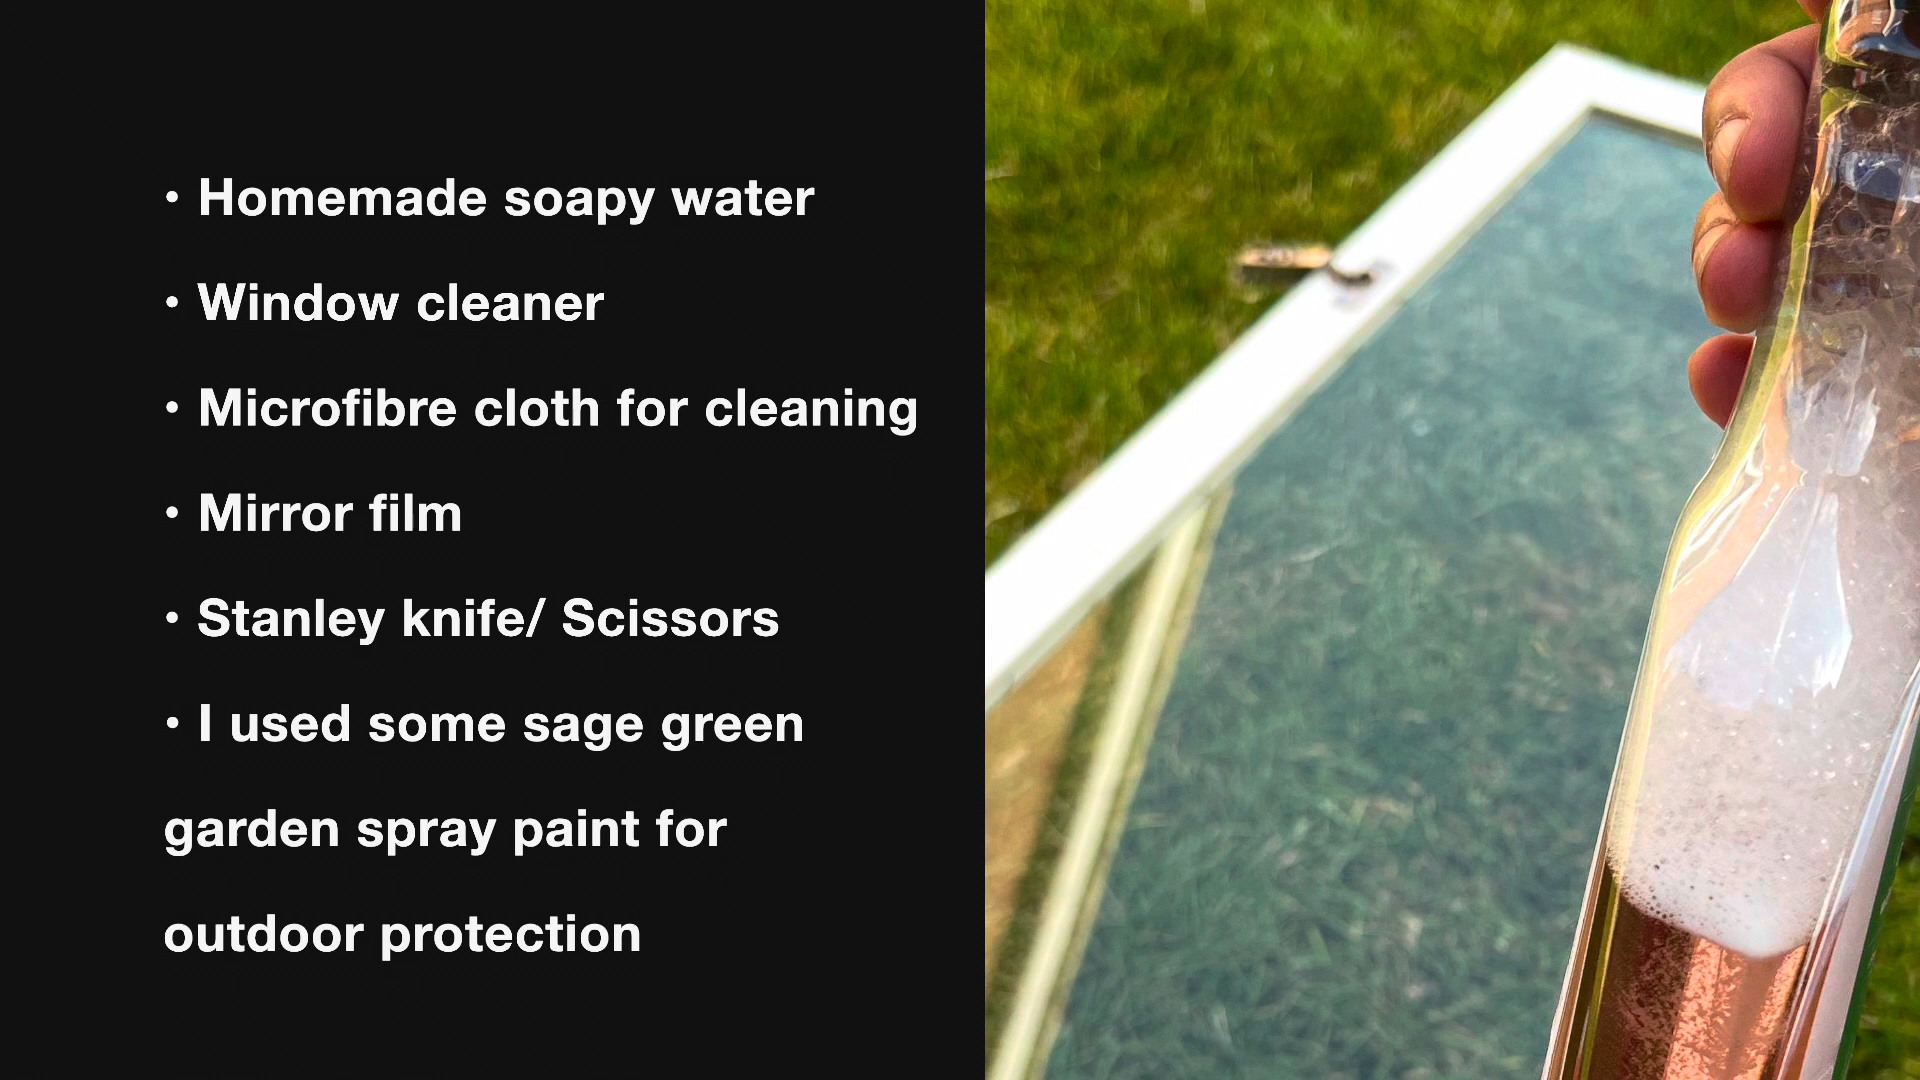 • Homemade soapy water
• Window cleaner
• Microfibre cloth for cleaning
• Mirror film
• Stanley knife/ Scissors
• I used some sage green
garden spray paint for
outdoor protection